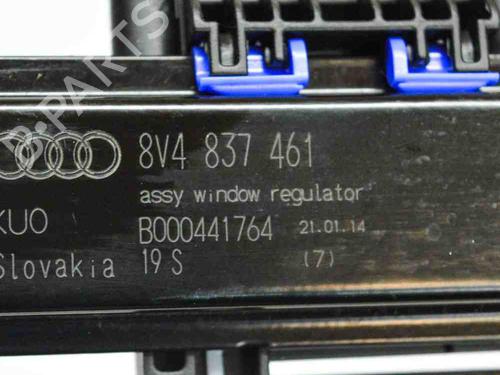 B-PARTS
8V4 837 461
assy window regulator
KUO B000441764 21.01.14
Slovakia 19 S (7)